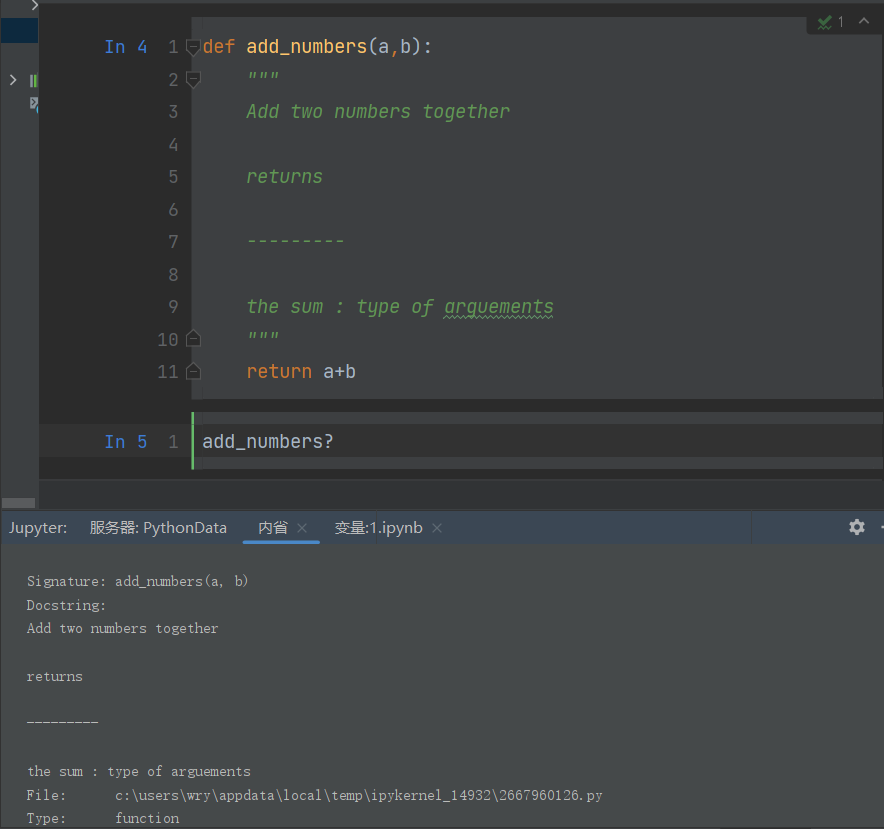 1
In 4 1 def add_numbers(a,b):
2 """
3 Add two numbers together
4
5 returns
6
7 ---------
8
9 the sum : type of arguements
10 """
11 return a+b
In 5 1 add_numbers?
Jupyter: 服务器: PythonData 内省 变量:1.ipynb
Signature: add_numbers(a, b)
Docstring:
Add two numbers together
returns
---------
the sum : type of arguements
File: c:\users\wry\appdata\local\temp\ipykernel_14932\2667960126.py
Type: function